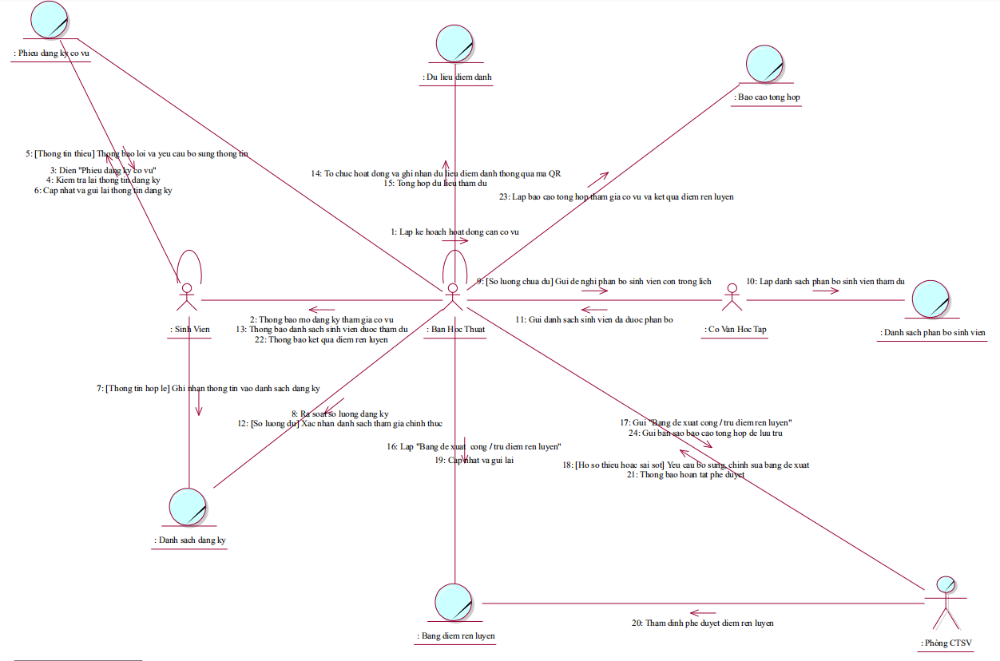 : Phieu dang ky co vu
: Du lieu diem danh
: Bao cao tong hop
5: [Thong tin thieu] Thong bao loi va yeu cau bo sung thong tin
3: Dien "Phieu dang ky co vu"
4: Kiem tra lai thong tin dang ky
6: Cap nhat va gui lai thong tin dang ky
14: To chuc hoat dong va ghi nhan du lieu diem danh thong qua ma QR
15: Tong hop du lieu tham du
23: Lap bao cao tong hop tham gia co vu va ket qua diem ren luyen
1: Lap ke hoach hoat dong can co vu
9: [So luong chua du] Gui de nghi phan bo sinh vien con trong lich
10: Lap danh sach phan bo sinh vien tham du
2: Thong bao mo dang ky tham gia co vu
13: Thong bao danh sach sinh vien duoc tham du
22: Thong bao ket qua diem ren luyen
11: Gui danh sach sinh vien da duoc phan bo
: Sinh Vien
: Ban Hoc Thuat
: Co Van Hoc Tap
: Danh sach phan bo sinh vien
7: [Thong tin hop le] Ghi nhan thong tin vao danh sach dang ky
8: Ra soat so luong dang ky
12: [So luong du] Xac nhan danh sach tham gia chinh thuc
17: Gui "Bang de xuat cong / tru diem ren luyen"
24: Gui ban sao bao cao tong hop de luu tru
16: Lap "Bang de xuat  cong / tru diem ren luyen"
19: Cap nhat va gui lai
18: [Ho so thieu hoac sai sot] Yeu cau bo sung, chinh sua bang de xuat
21: Thong bao hoan tat phe duyet
: Danh sach dang ky
20: Tham dinh phe duyet diem ren luyen
: Bang diem ren luyen
: Phòng CTSV